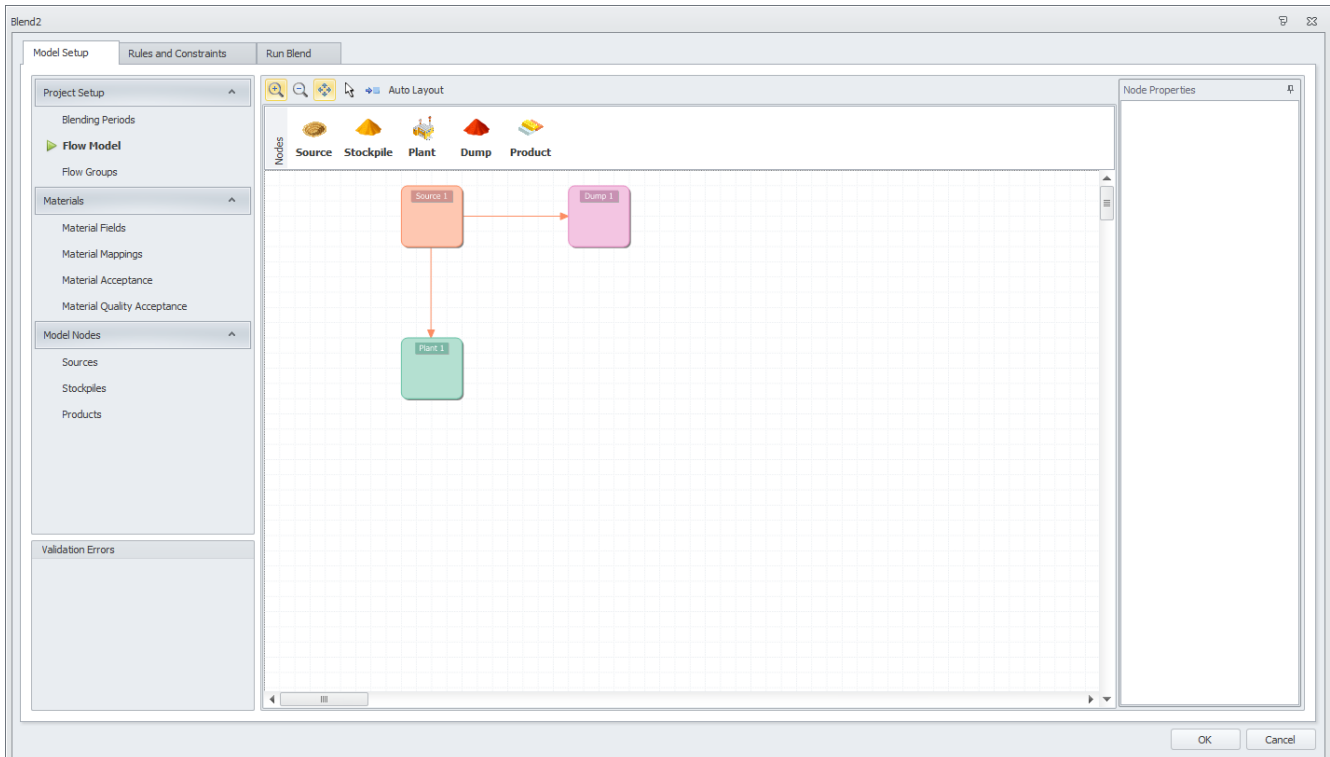 Blend2
Model Setup
Rules and Constraints
Run Blend
Project Setup
Blending Periods
Flow Model
Flow Groups
Materials
Material Fields
Material Mappings
Material Acceptance
Material Quality Acceptance
Model Nodes
Sources
Stockpiles
Products
Validation Errors
Auto Layout
Nodes
Source
Stockpile
Plant
Dump
Product
Source 1
Dump 1
Plant 1
Node Properties
OK
Cancel